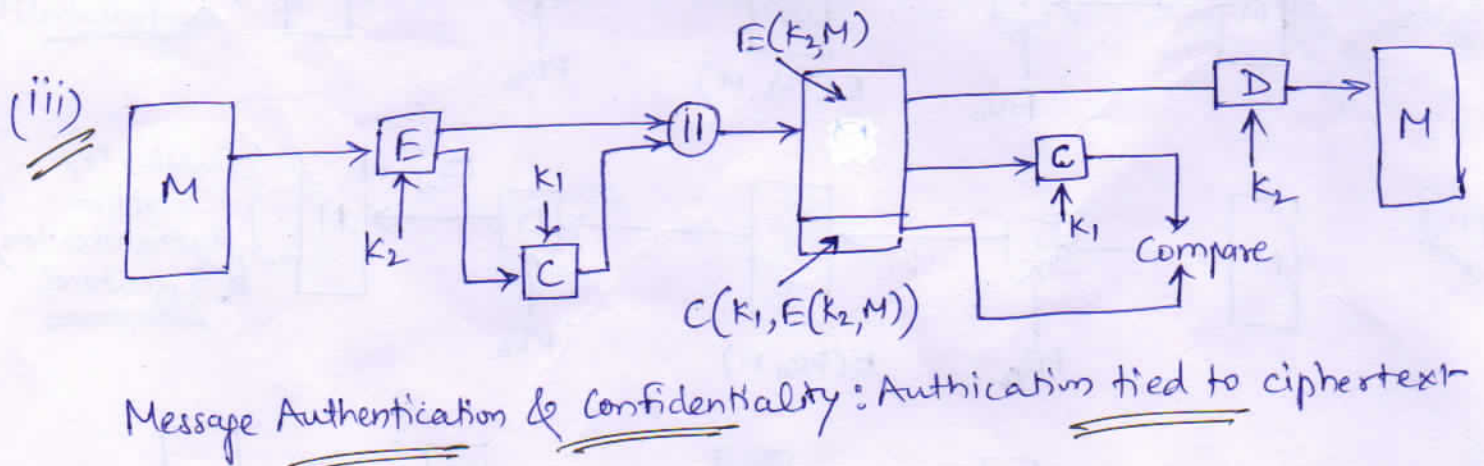 E(K2,M)
(iii)
M
E
K2
K1
C
||
C
K1
Compare
D
K2
M
C(K1,E(K2,M))
Message Authentication & Confidentiality: Authication tied to ciphertext